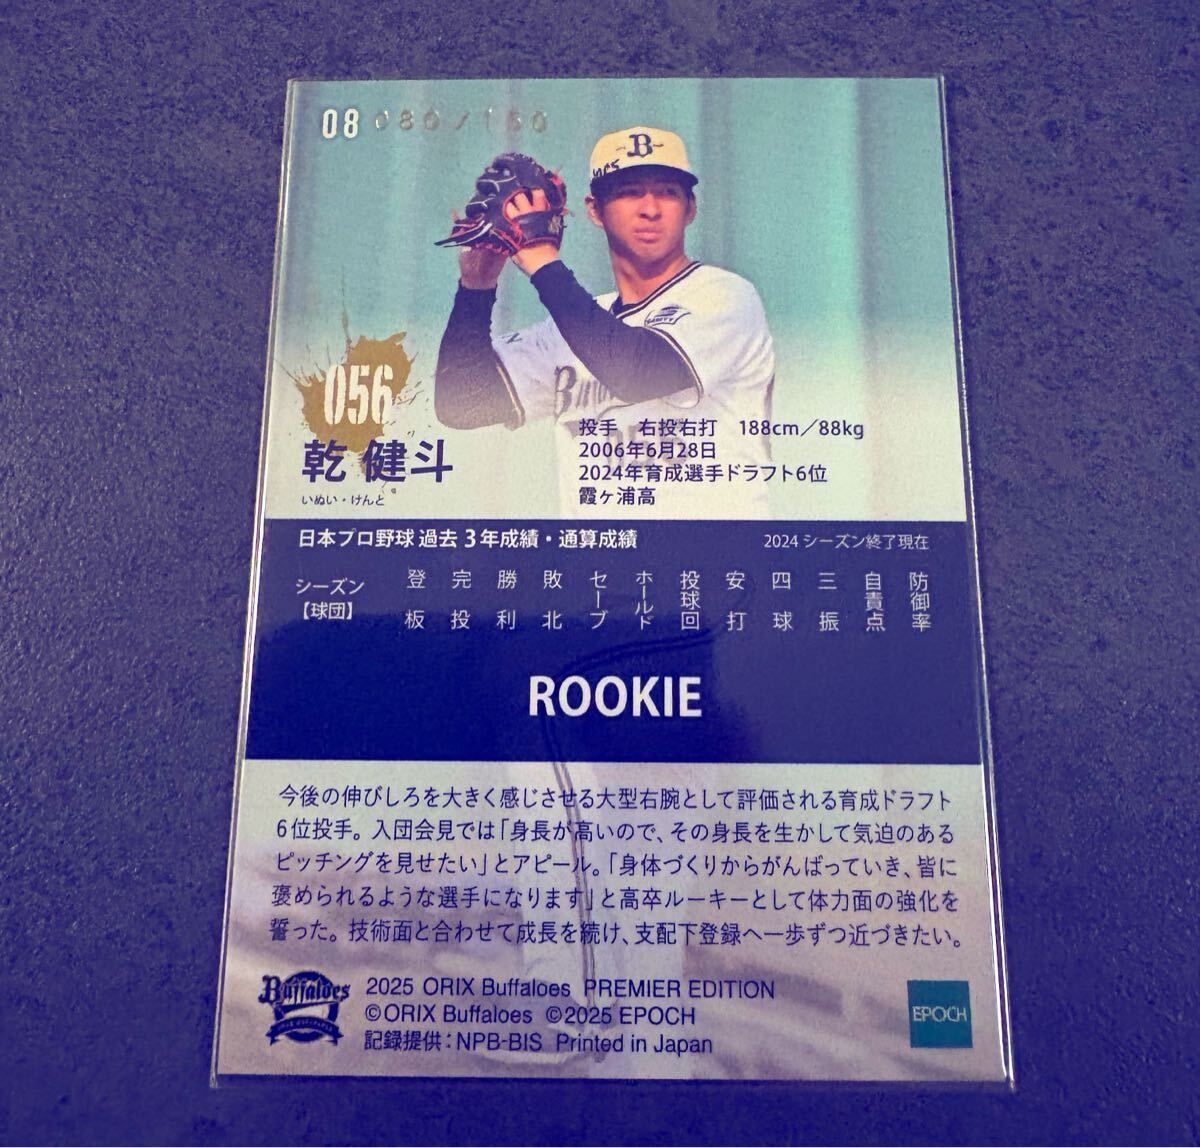 08 080/150
B
056
乾 健斗
いぬい・けんと
投手　右投右打　188cm／88kg
2006年6月28日
2024年育成選手ドラフト6位
霞ヶ浦高
日本プロ野球 過去 3 年成績・通算成績　2024 シーズン終了現在
シーズン【球団】 登板 完投 勝利 敗北 セーブ ホールド 投球回 安打 四球 三振 自責点 防御率
ROOKIE
今後の伸びしろを大きく感じさせる大型右腕として評価される育成ドラフト
6位投手。入団会見では「身長が高いので、その身長を生かして気迫のある
ピッチングを見せたい」とアピール。「身体づくりからがんばっていき、皆に
褒められるような選手になります」と高卒ルーキーとして体力面の強化を
誓った。技術面と合わせて成長を続け、支配下登録へ一歩ずつ近づきたい。
Buffaloes
2025 ORIX Buffaloes PREMIER EDITION
©ORIX Buffaloes ©2025 EPOCH
記録提供：NPB-BIS Printed in Japan
EPOCH